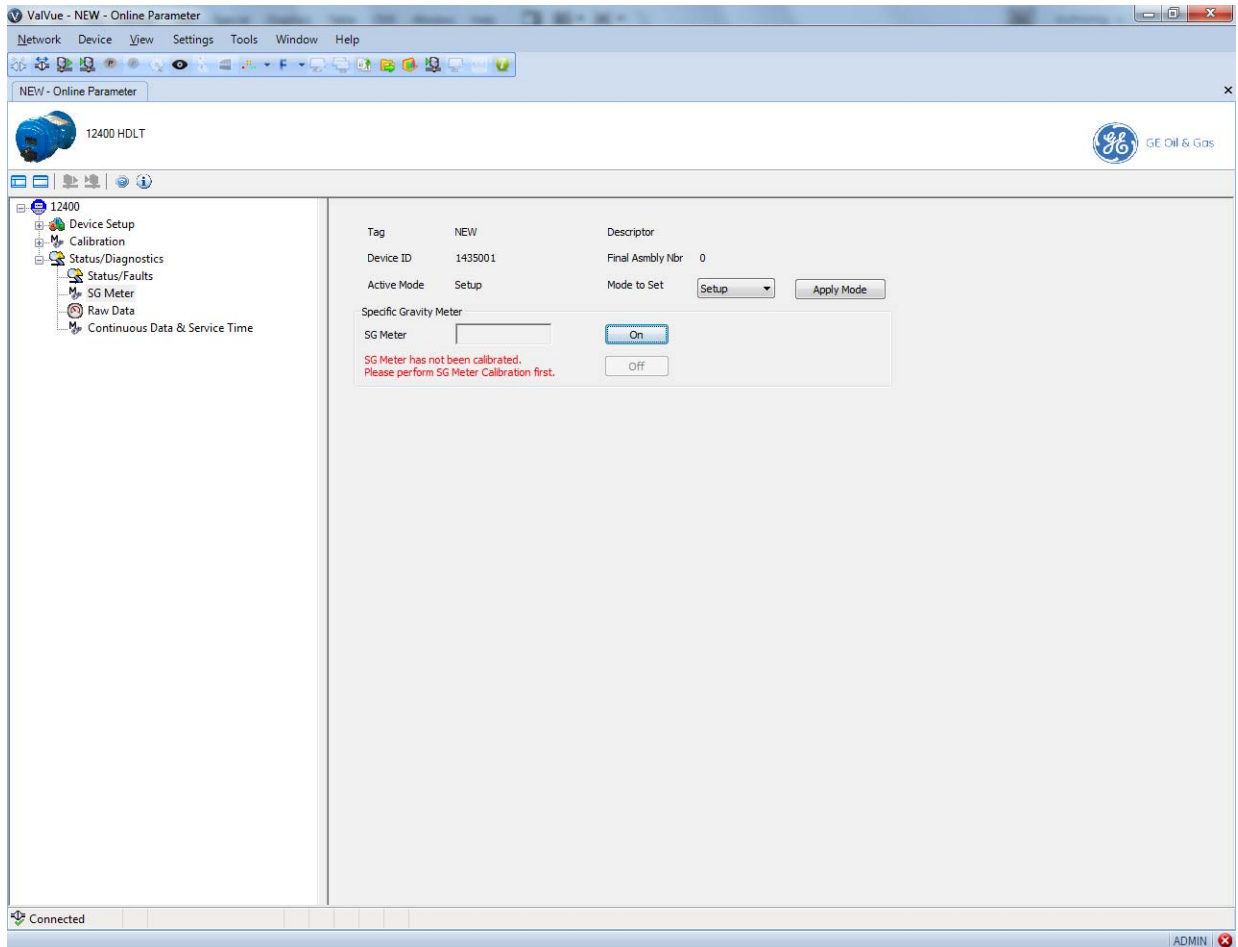 ValVue - NEW - Online Parameter
Network Device View Settings Tools Window Help
F
NEW - Online Parameter
12400 HDLT
GE Oil & Gas
12400
Device Setup
Calibration
Status/Diagnostics
Status/Faults
SG Meter
Raw Data
Continuous Data & Service Time
Tag NEW Descriptor
Device ID 1435001 Final Asmbly Nbr 0
Active Mode Setup Mode to Set Setup Apply Mode
Specific Gravity Meter
SG Meter On
SG Meter has not been calibrated.
Please perform SG Meter Calibration first.
Off
Connected
ADMIN